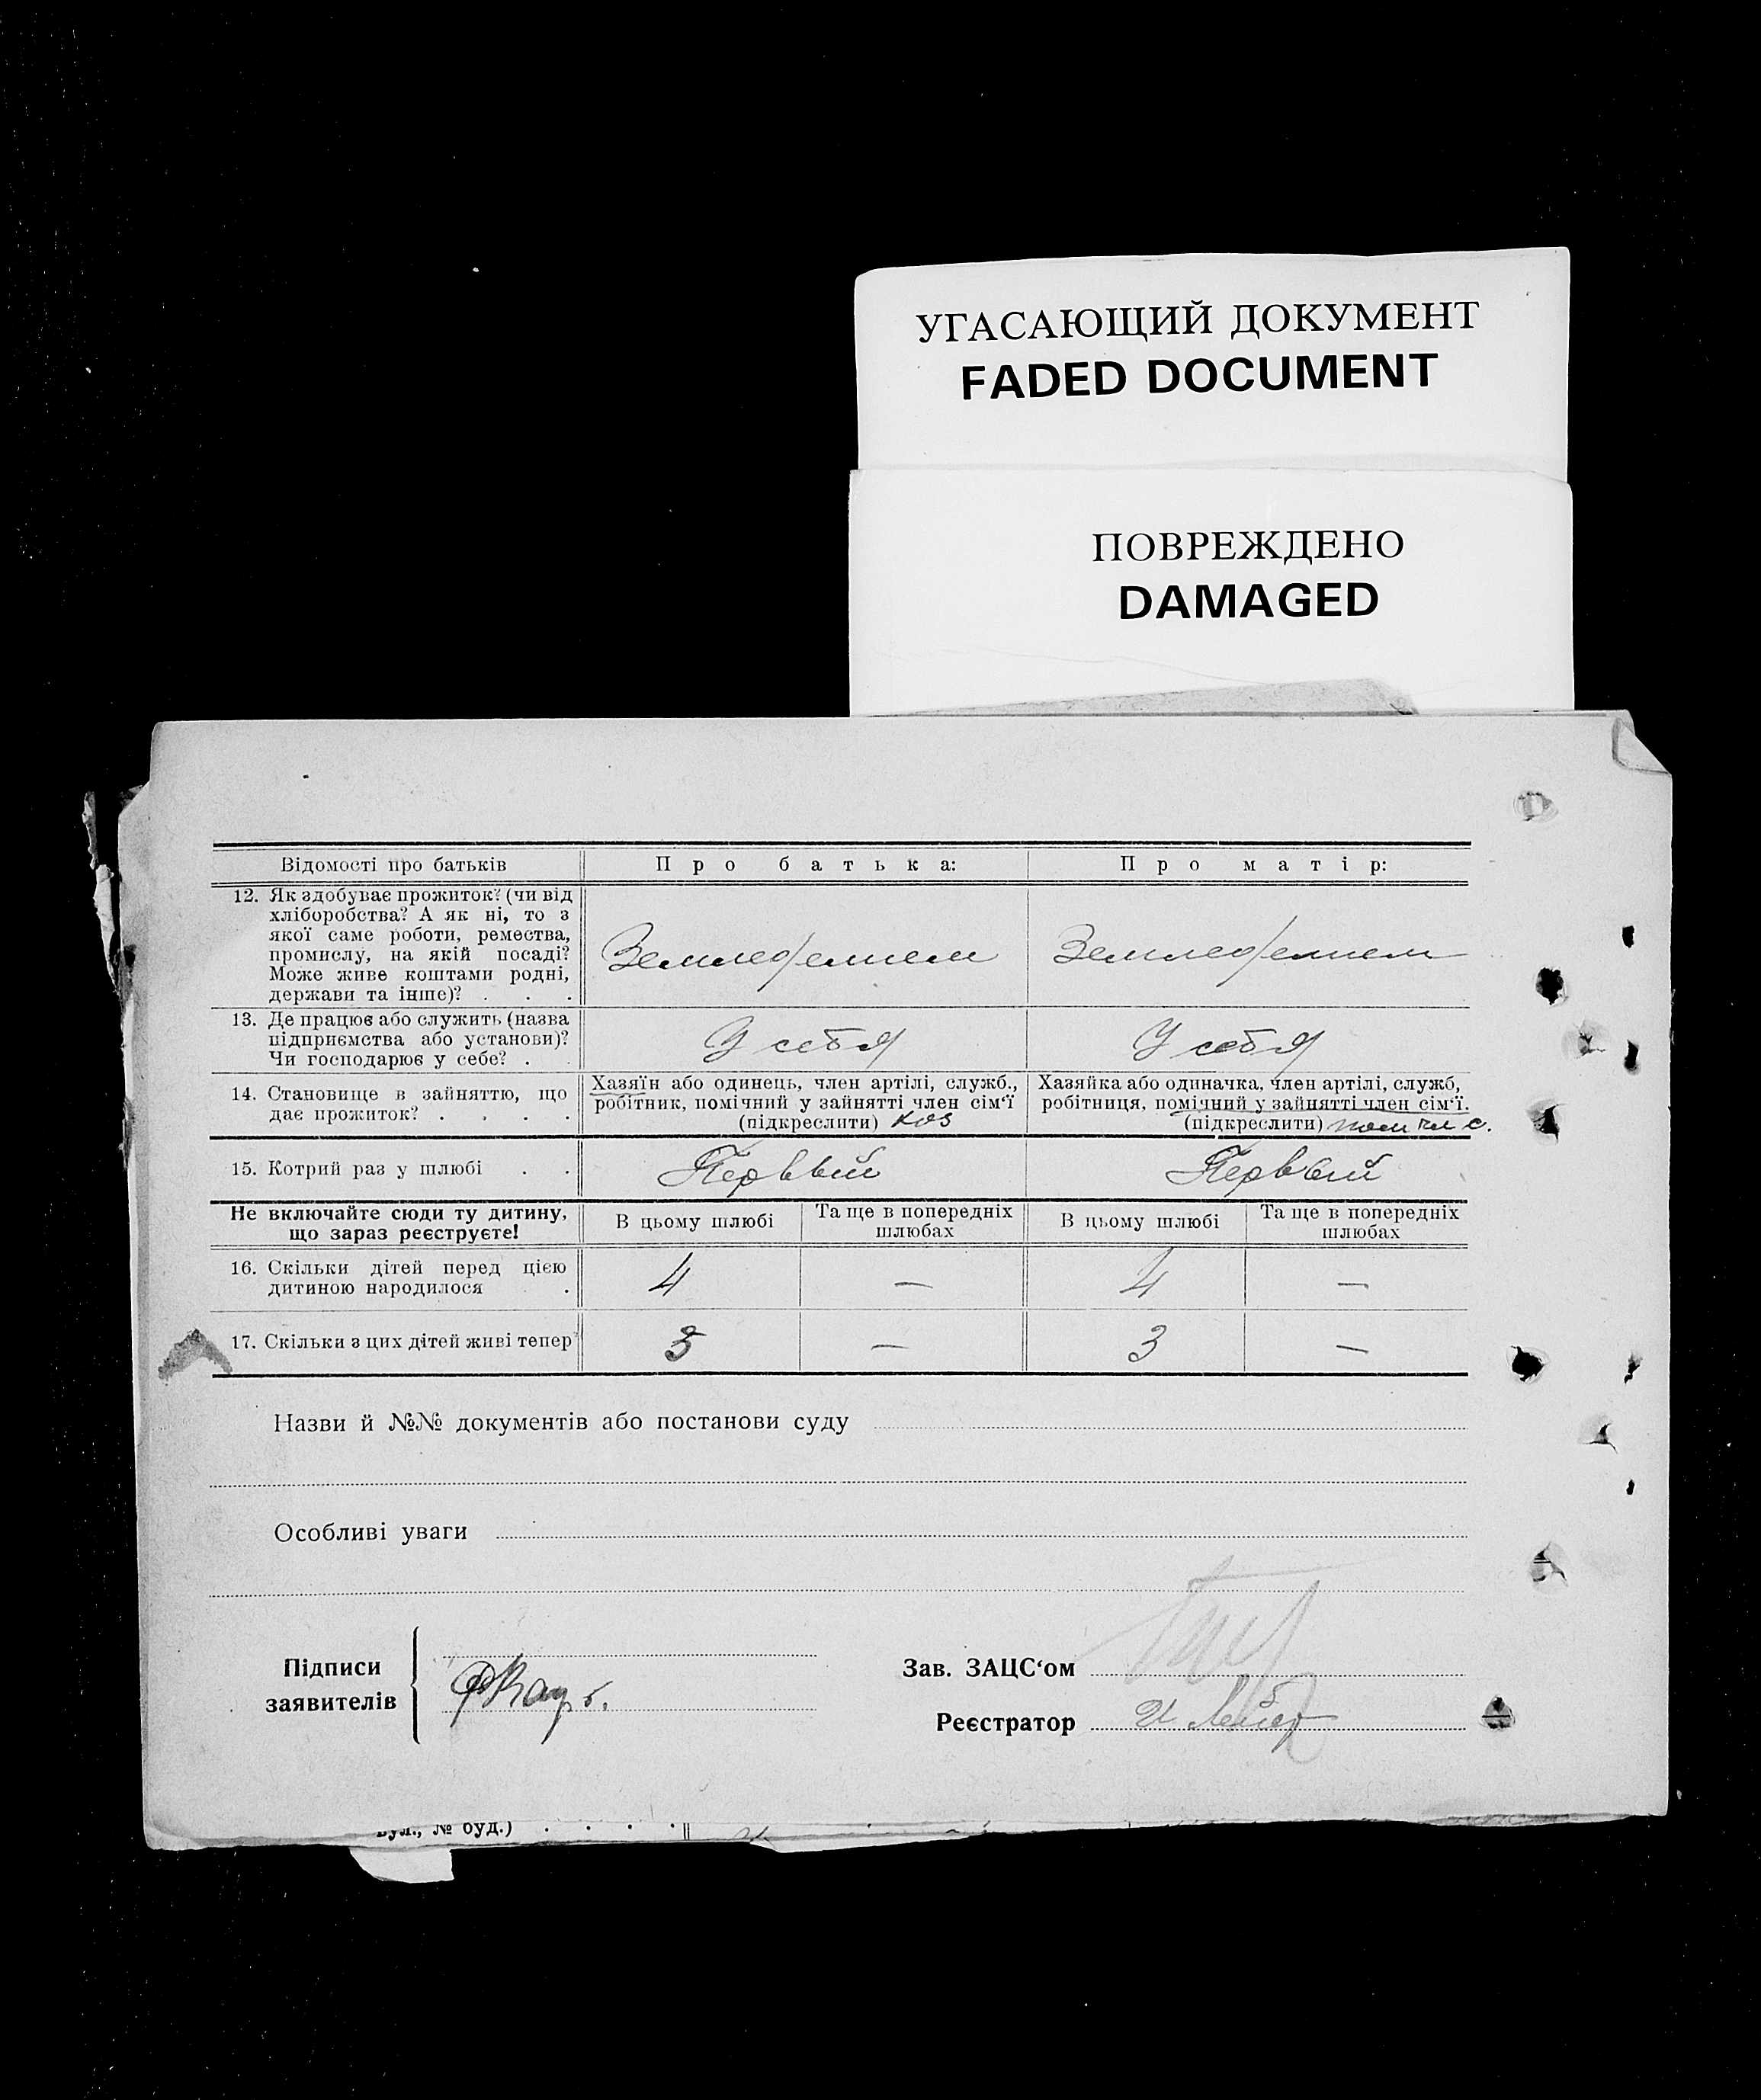 УГАСАЮЩИЙ ДОКУМЕНТ
FADED DOCUMENT
ПОВРЕЖДЕНО
DAMAGED
Відомості про батьків
Про батька:
Про матір:
12. Як здобуває прожиток? (чи від
хліборобства? А як ні, то з
якої саме роботи, ремества,
промислу, на якій посаді?
Може живе коштами родні,
держави та інше)? . . .
Земледелием
Земледелием
13. Де працює або служить (назва
підприємства або установи)?
Чи господарює у себе? . .
У себя
У себя
14. Становище в зайняттю, що
дає прожиток? . . . .
Хазяїн або одинець, член артілі, служб.,
робітник, помічний у зайнятті член сім‘ї
(підкреслити) хоз
Хазяйка або одиначка, член артілі, служб,
робітниця, помічний у зайнятті член сім‘ї.
(підкреслити) пом чл с.
15. Котрий раз у шлюбі . .
Первый
Первый
Не включайте сюди ту дитину,
що зараз реєструєте!
В цьому шлюбі
Та ще в попередніх
шлюбах
В цьому шлюбі
Та ще в попередніх
шлюбах
16. Скільки дітей перед цією
дитиною народилося .
4
—
4
—
17. Скільки з цих дітей живі тепер?
3
—
3
—
Назви й №№ документів або постанови суду
Особливі уваги
Підписи
заявителів
Зав. ЗАЦС‘ом
Реєстратор
вул., № буд.) . . . .